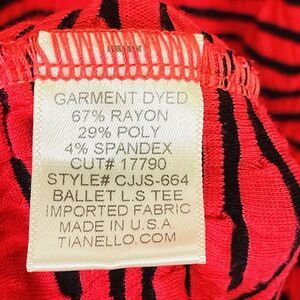 GARMENT DYED
67% RAYON
29% POLY
4% SPANDEX
CUT# 17790
STYLE# CJJS-664
BALLET L.S TEE
IMPORTED FABRIC
MADE IN U.S.A
TIANELLO.COM